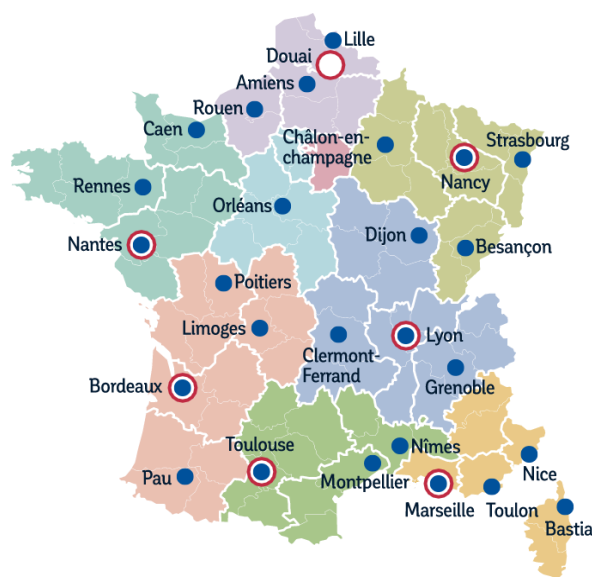 Lille
Douai
Amiens
Rouen
Caen
Châlon-en-
champagne
Strasbourg
Nancy
Rennes
Orléans
Nantes
Dijon
Besançon
Poitiers
Limoges
Clermont-
Ferrand
Lyon
Bordeaux
Grenoble
Toulouse
Nîmes
Pau
Montpellier
Nice
Marseille
Toulon
Bastia